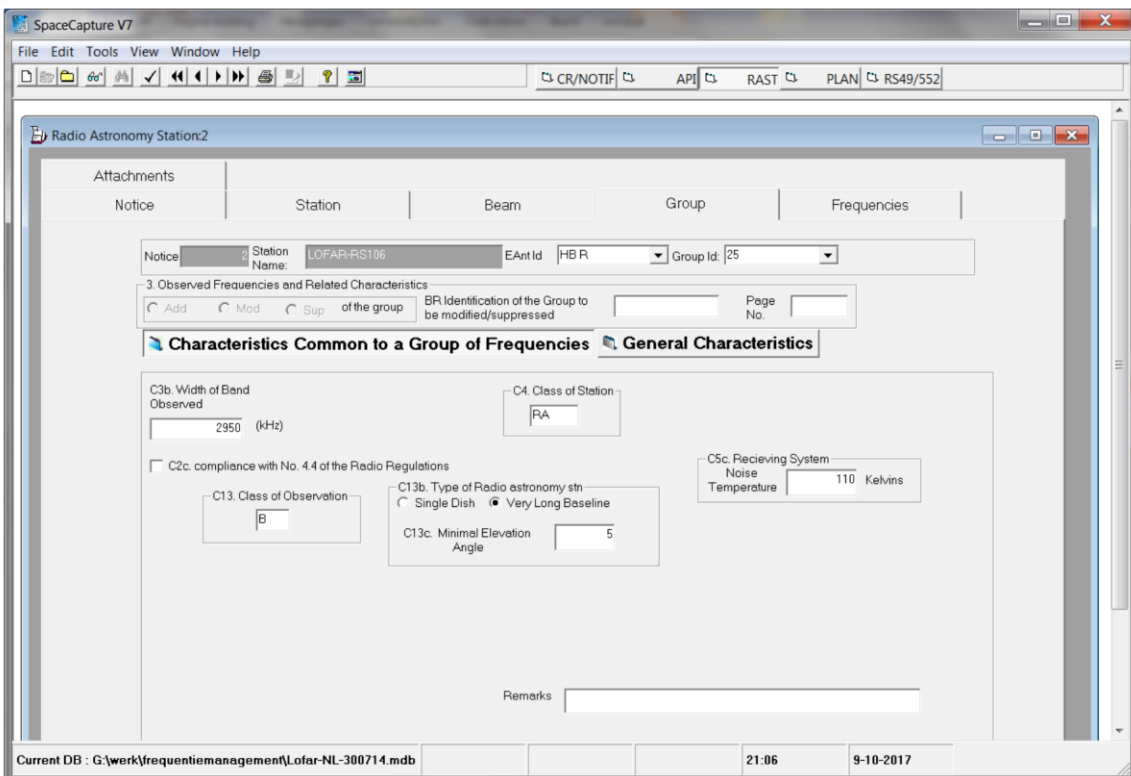 SpaceCapture V7
File Edit Tools View Window Help
CR/NOTIF API RAST PLAN RS49/552
Radio Astronomy Station:2
Attachments
Notice Station Beam Group Frequencies
Notice 2 Station Name: LOFAR-RS106 EAnt Id HB R Group Id: 25
3. Observed Frequencies and Related Characteristics
Add Mod Sup of the group BR Identification of the Group to be modified/suppressed Page No.
Characteristics Common to a Group of Frequencies General Characteristics
C3b. Width of Band Observed
2950 (kHz)
C4. Class of Station
RA
C2c. compliance with No. 4.4 of the Radio Regulations
C5c. Recieving System
Noise Temperature 110 Kelvins
C13. Class of Observation
B
C13b. Type of Radio astronomy stn
Single Dish Very Long Baseline
C13c. Minimal Elevation Angle 5
Remarks
Current DB : G:\werk\frequentiemanagement\Lofar-NL-300714.mdb 21:06 9-10-2017